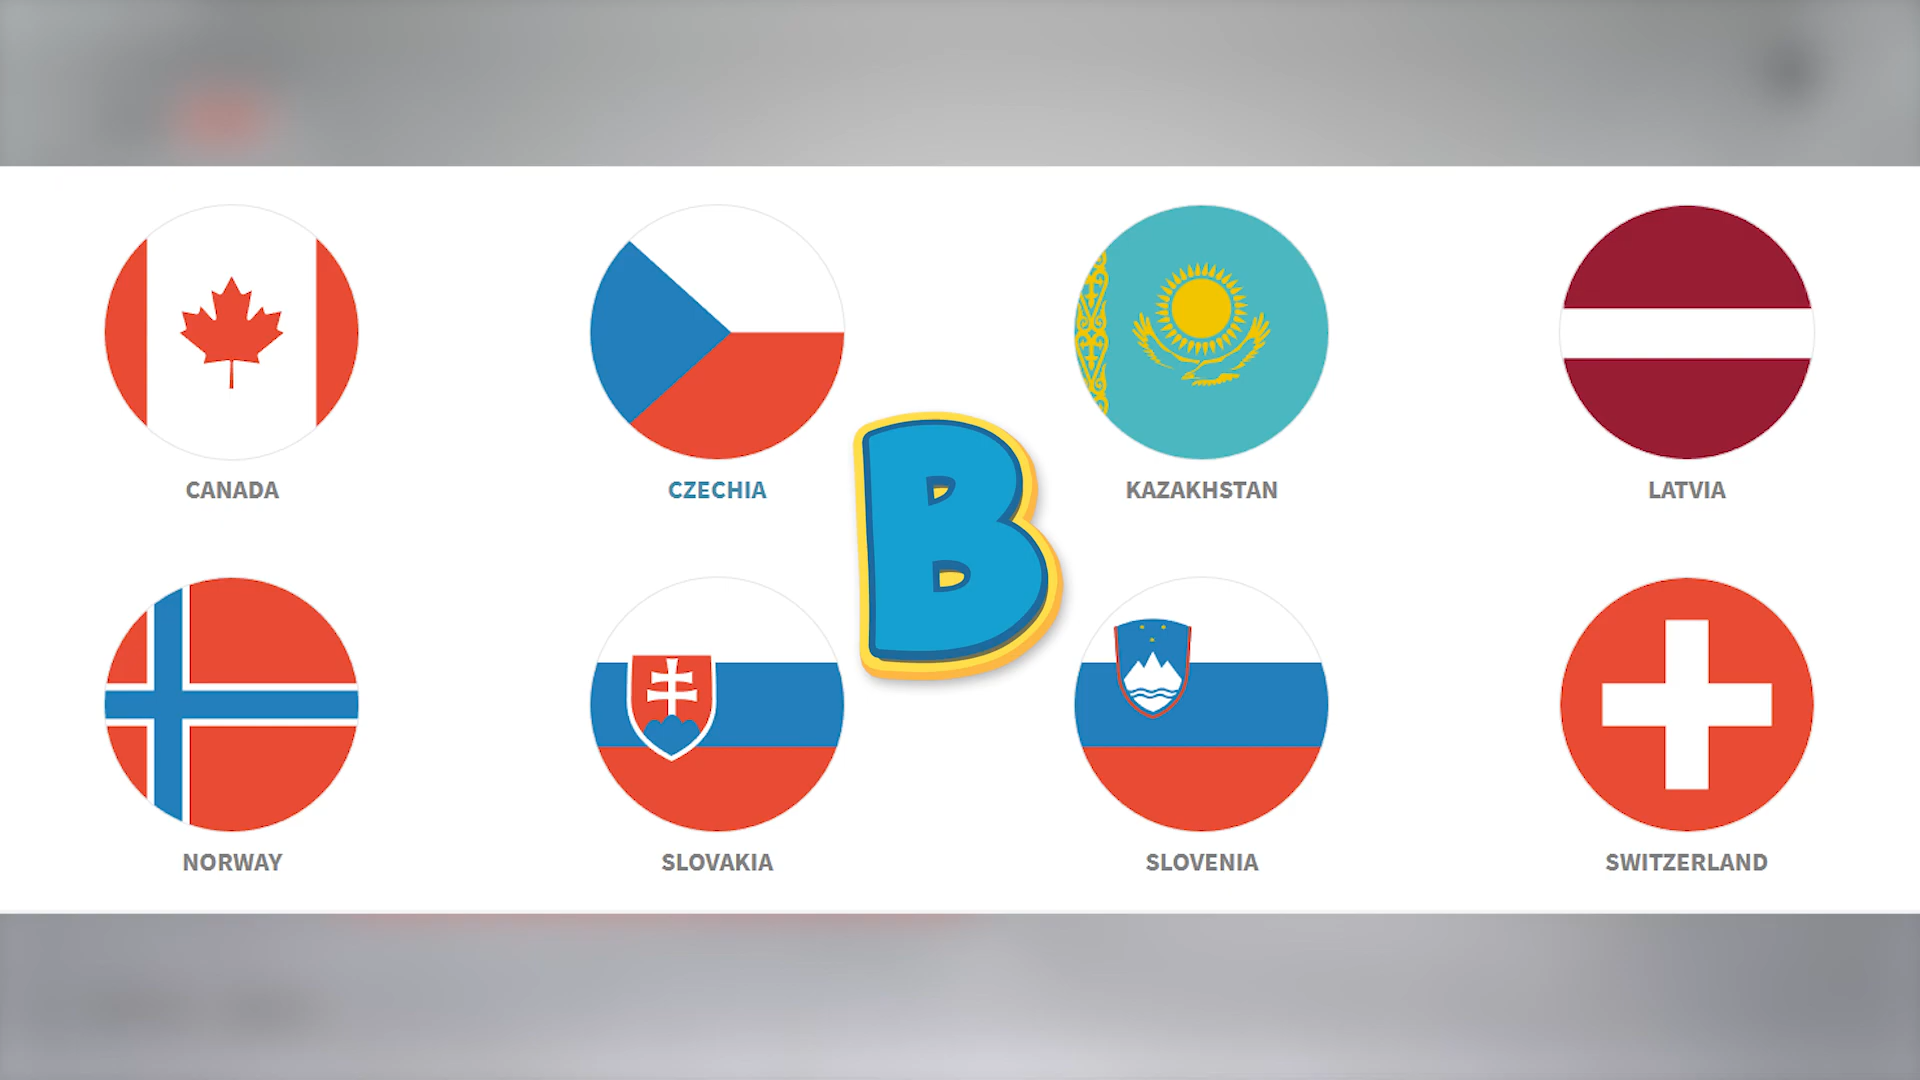 CANADA
CZECHIA
KAZAKHSTAN
LATVIA
B
NORWAY
SLOVAKIA
SLOVENIA
SWITZERLAND